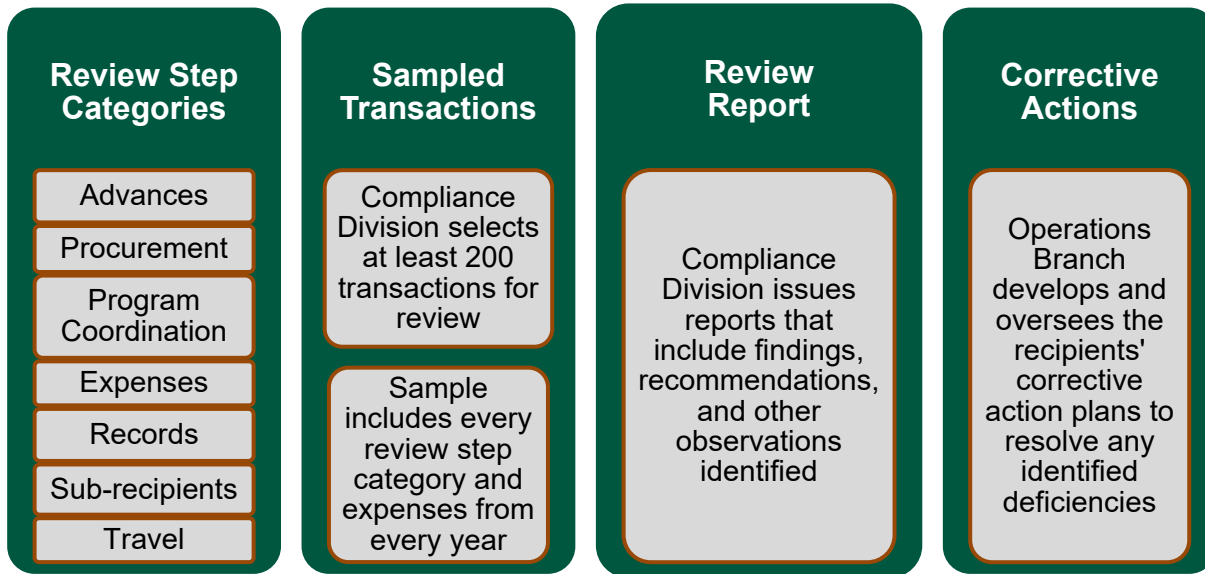 Review Step
Categories
Advances
Procurement
Program
Coordination
Expenses
Records
Sub-recipients
Travel
Sampled
Transactions
Compliance
Division selects
at least 200
transactions for
review
Sample
includes every
review step
category and
expenses from
every year
Review
Report
Compliance
Division issues
reports that
include findings,
recommendations,
and other
observations
identified
Corrective
Actions
Operations
Branch
develops and
oversees the
recipients'
corrective
action plans to
resolve any
identified
deficiencies